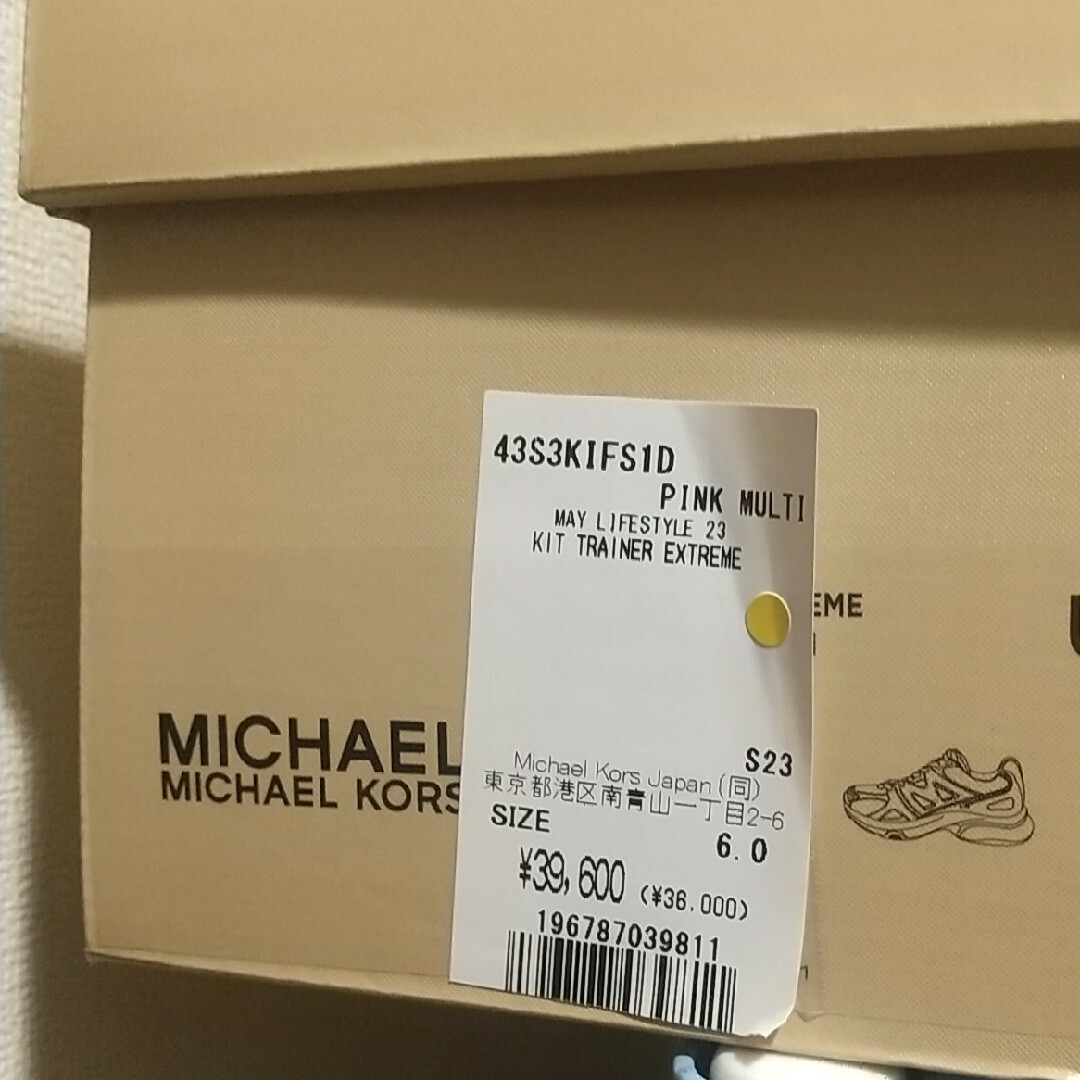 43S3KIFS1D
PINK MULTI
MAY LIFESTYLE 23
KIT TRAINER EXTREME
EME
MICHAEL
MICHAEL KORS
S23
Michael Kors Japan(同)
東京都港区南青山一丁目2-6
SIZE
6.0
¥39,600 (¥36.000)
196787039811